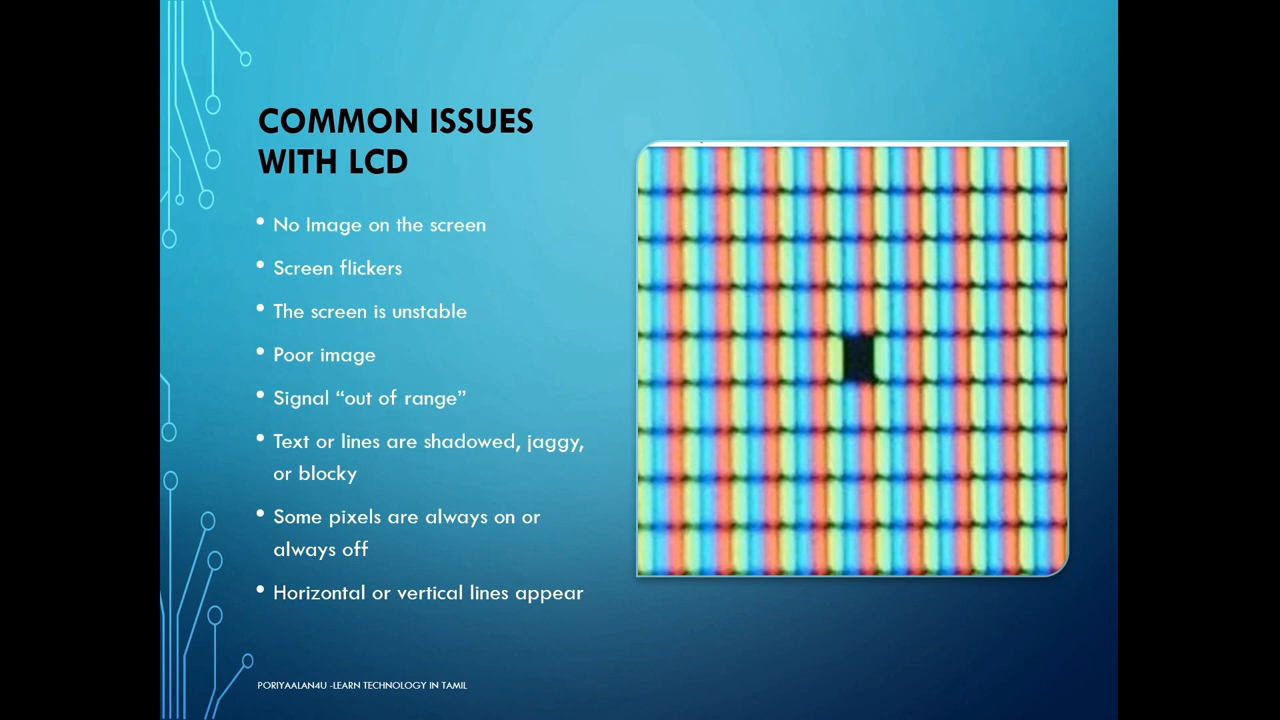 COMMON ISSUES
WITH LCD
• No Image on the screen
• Screen flickers
• The screen is unstable
• Poor image
• Signal “out of range”
• Text or lines are shadowed, jaggy,
or blocky
• Some pixels are always on or
always off
• Horizontal or vertical lines appear
PORIYAALAN4U -LEARN TECHNOLOGY IN TAMIL